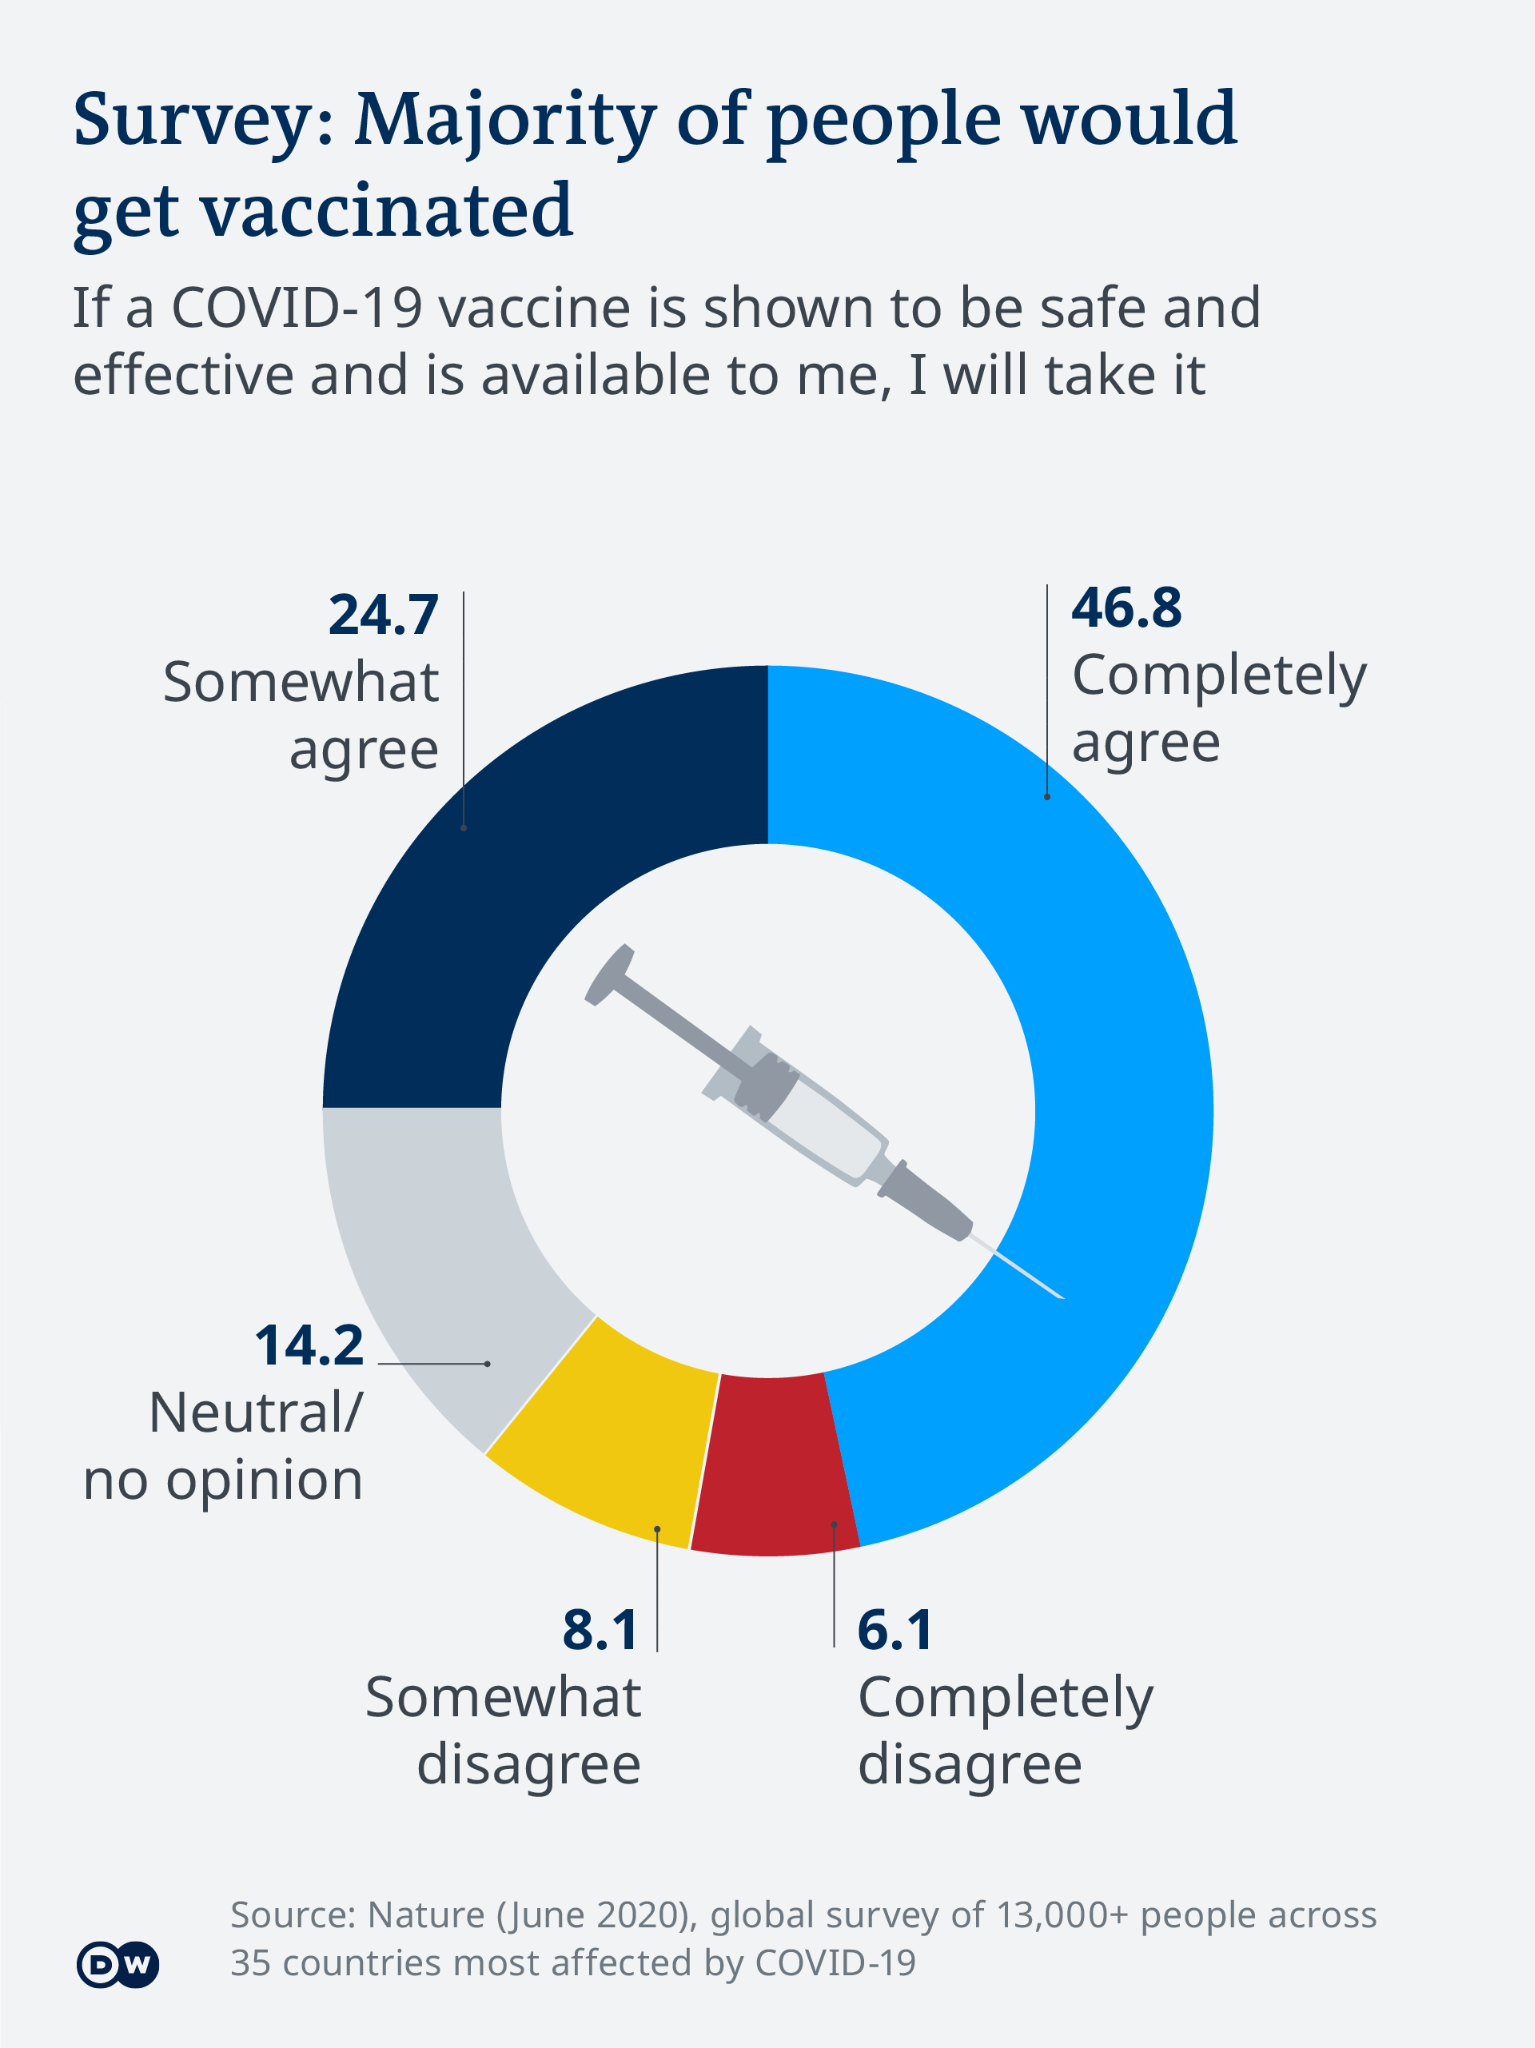 Survey: Majority of people would
get vaccinated
If a COVID-19 vaccine is shown to be safe and
effective and is available to me, I will take it
24.7
Somewhat
agree
46.8
Completely
agree
14.2
Neutral/
no opinion
8.1
Somewhat
disagree
6.1
Completely
disagree
Source: Nature (June 2020), global survey of 13,000+ people across
35 countries most affected by COVID-19
DW